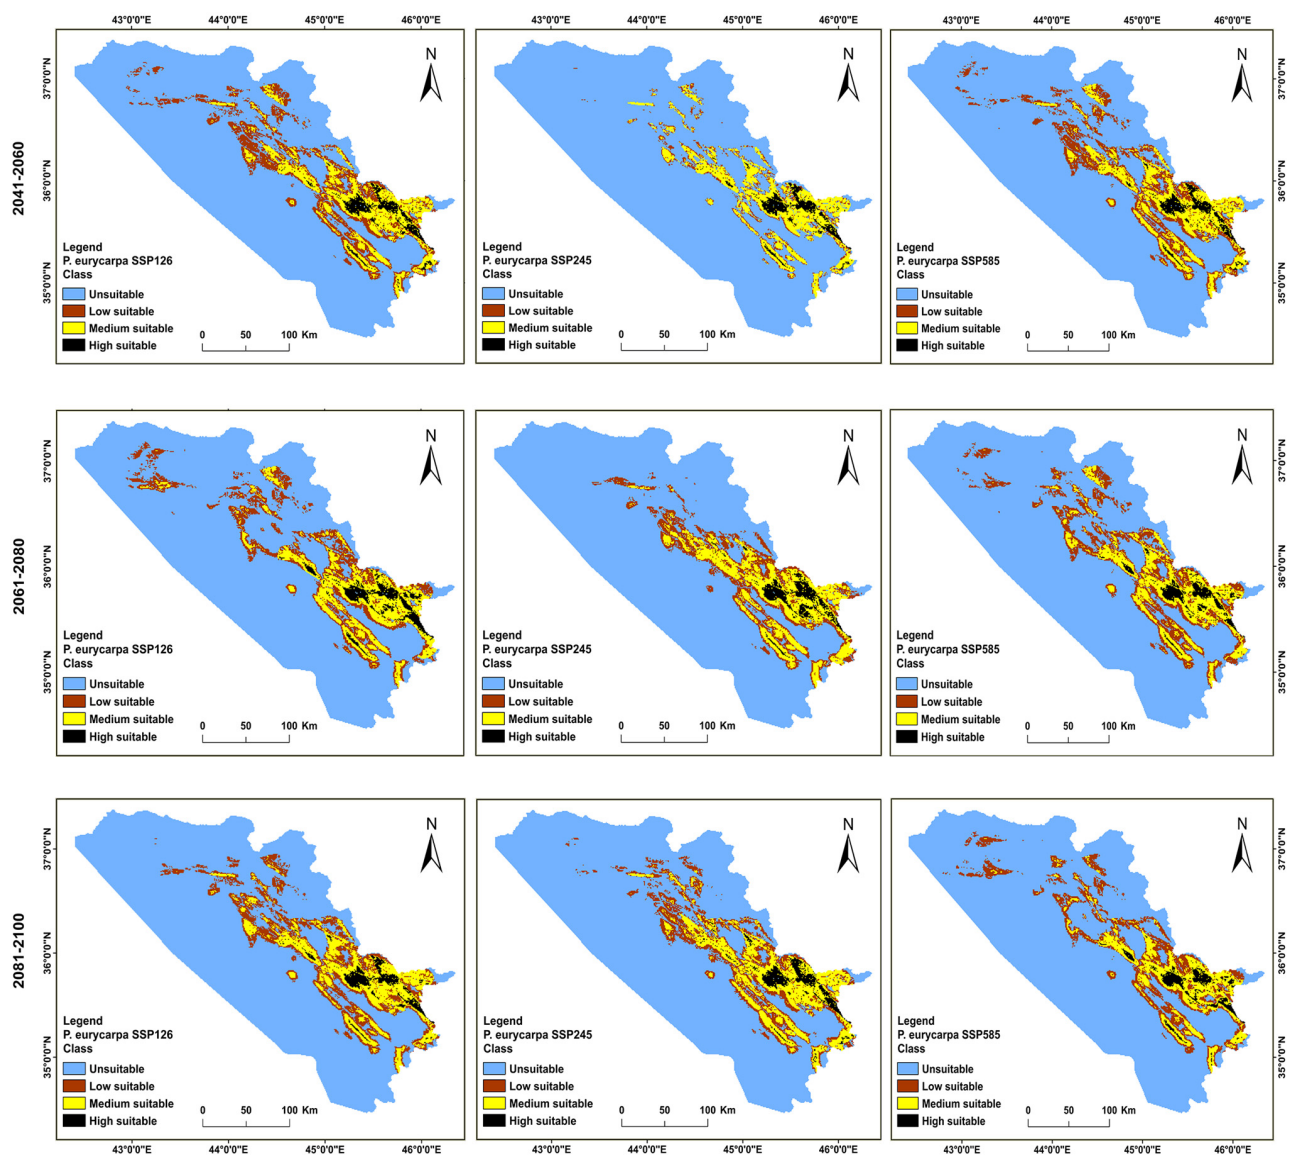 43°0'0"E 44°0'0"E 45°0'0"E 46°0'0"E 43°0'0"E 44°0'0"E 45°0'0"E 46°0'0"E
2041-2060
37°0'0"N
36°0'0"N
35°0'0"N
N
Legend
P. eurycarpa SSP126
Class
Unsuitable
Low suitable
Medium suitable
High suitable
0 50 100 Km
N
Legend
P. eurycarpa SSP245
Class
Unsuitable
Low suitable
Medium suitable
High suitable
0 50 100 Km
N
Legend
P. eurycarpa SSP585
Class
Unsuitable
Low suitable
Medium suitable
High suitable
0 50 100 Km
37°0'0"N
36°0'0"N
35°0'0"N
2061-2080
37°0'0"N
36°0'0"N
35°0'0"N
N
Legend
P. eurycarpa SSP126
Class
Unsuitable
Low suitable
Medium suitable
High suitable
0 50 100 Km
N
Legend
P. eurycarpa SSP245
Class
Unsuitable
Low suitable
Medium suitable
High suitable
0 50 100 Km
N
Legend
P. eurycarpa SSP585
Class
Unsuitable
Low suitable
Medium suitable
High suitable
0 50 100 Km
37°0'0"N
36°0'0"N
35°0'0"N
2081-2100
37°0'0"N
36°0'0"N
35°0'0"N
N
Legend
P. eurycarpa SSP126
Class
Unsuitable
Low suitable
Medium suitable
High suitable
0 50 100 Km
N
Legend
P. eurycarpa SSP245
Class
Unsuitable
Low suitable
Medium suitable
High suitable
0 50 100 Km
N
Legend
P. eurycarpa SSP585
Class
Unsuitable
Low suitable
Medium suitable
High suitable
0 50 100 Km
37°0'0"N
36°0'0"N
35°0'0"N
43°0'0"E 44°0'0"E 45°0'0"E 46°0'0"E 43°0'0"E 44°0'0"E 45°0'0"E 46°0'0"E 43°0'0"E 44°0'0"E 45°0'0"E 46°0'0"E